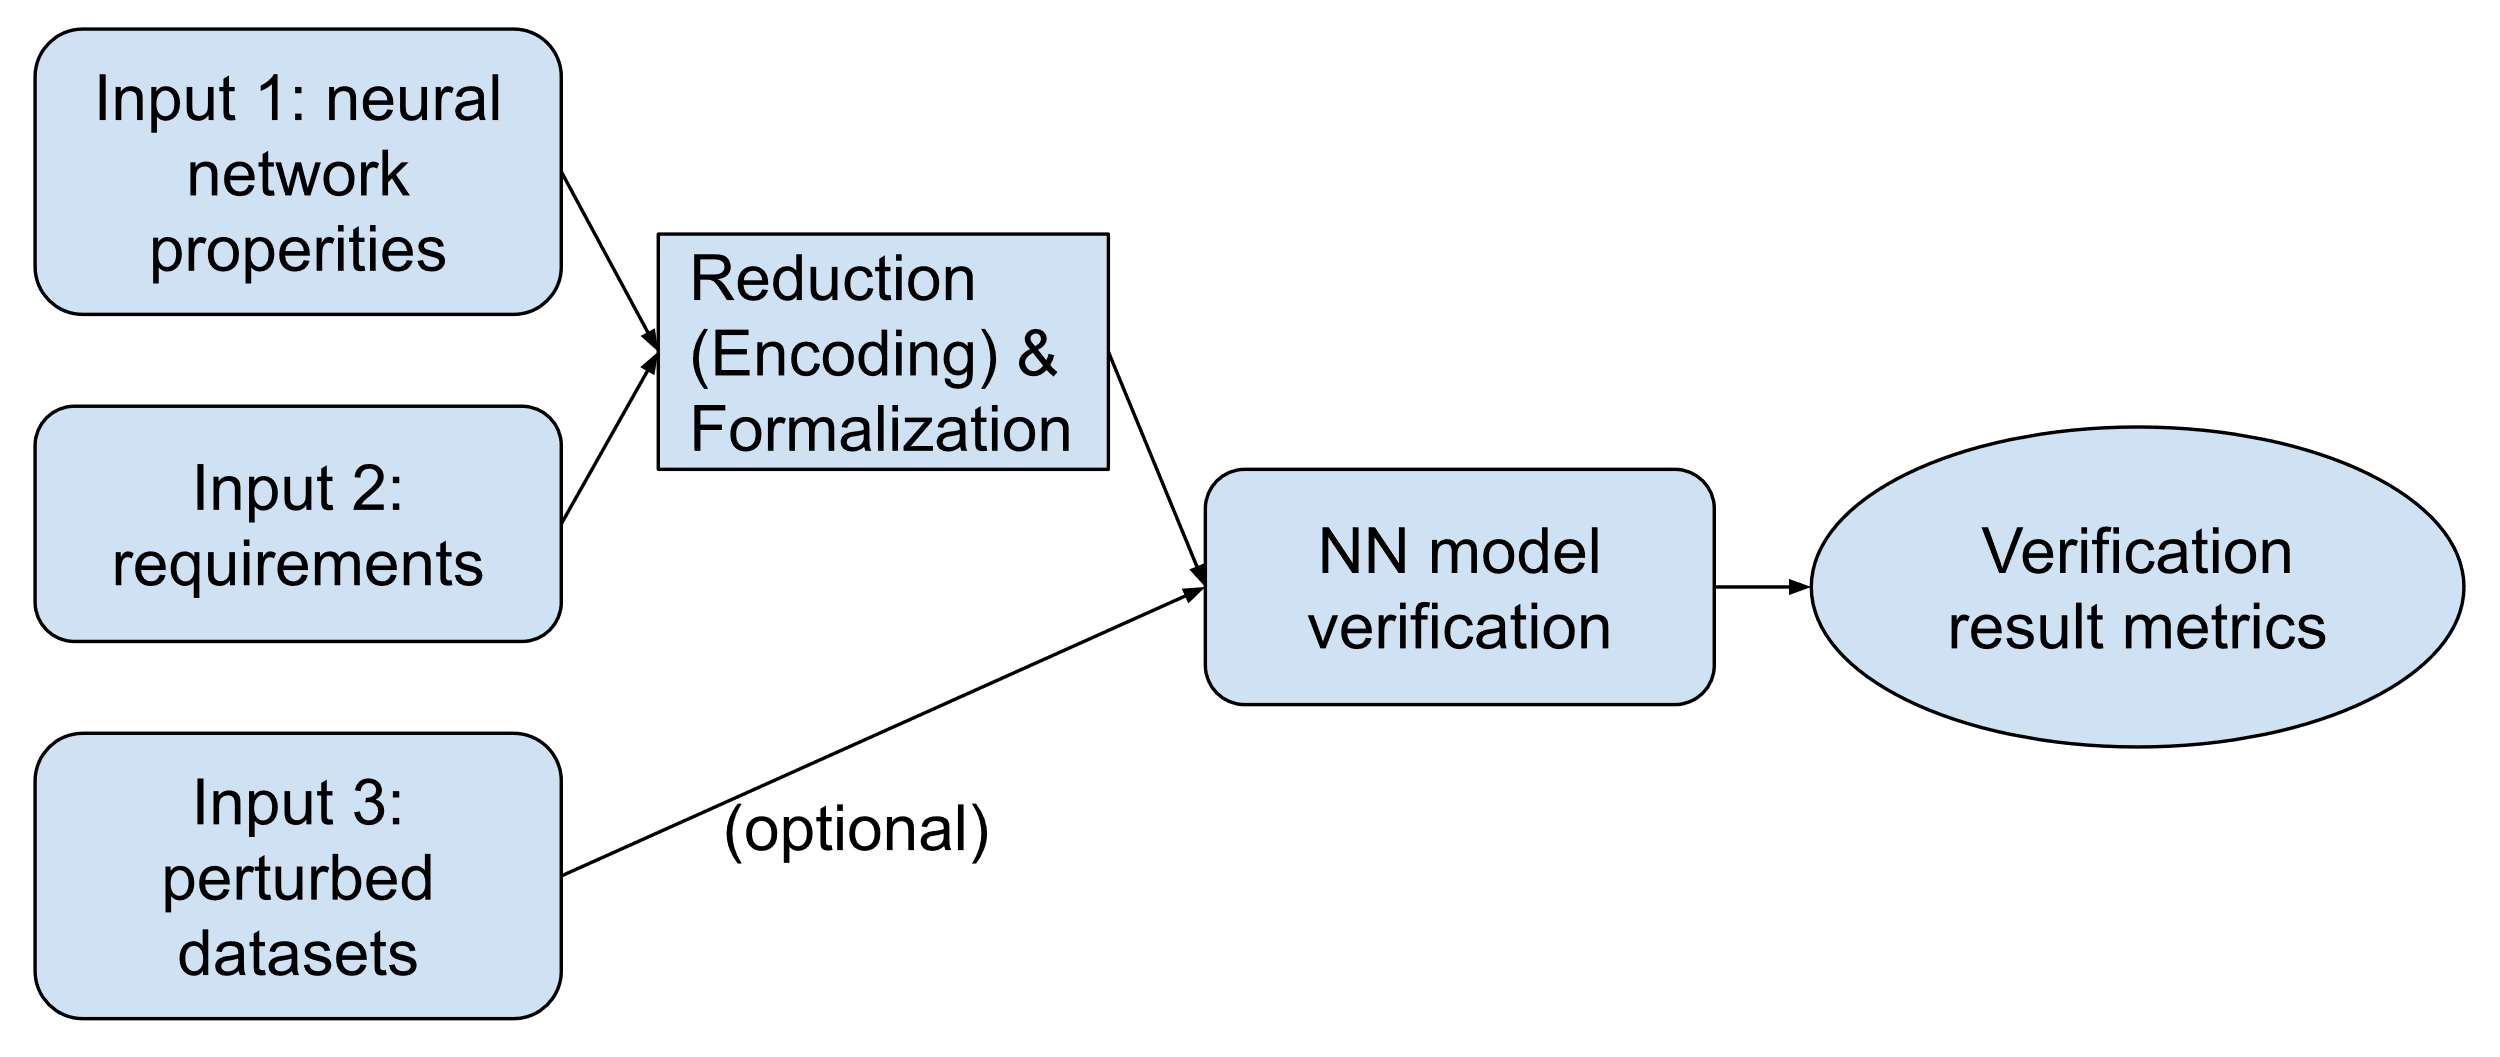 Input 1: neural
network
properties
Reduction
(Encoding) &
Formalization
Input 2:
requirements
NN model
verification
Verification
result metrics
Input 3:
perturbed
datasets
(optional)